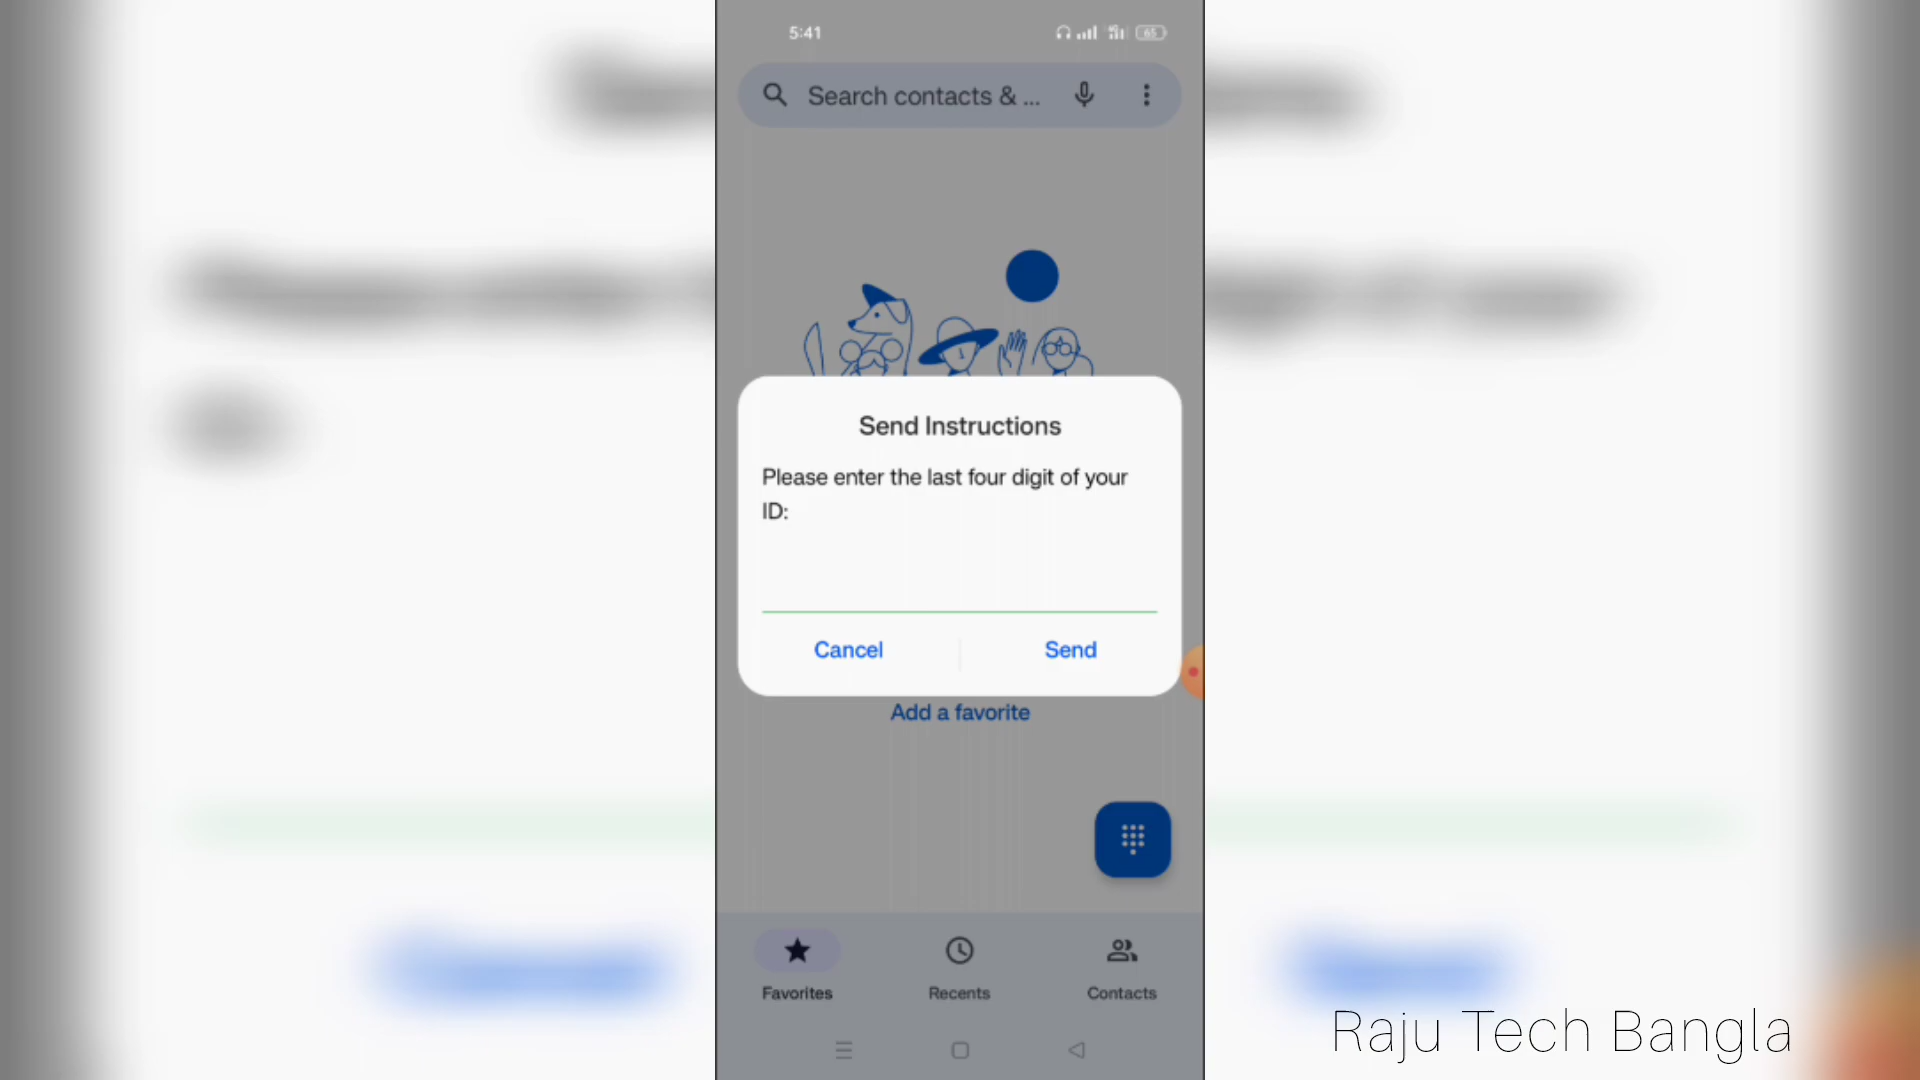 5:41
65
Search contacts & ...
Send Instructions
Please enter the last four digit of your
ID:
Cancel
Send
Add a favorite
Favorites
Recents
Contacts
Raju Tech Bangla